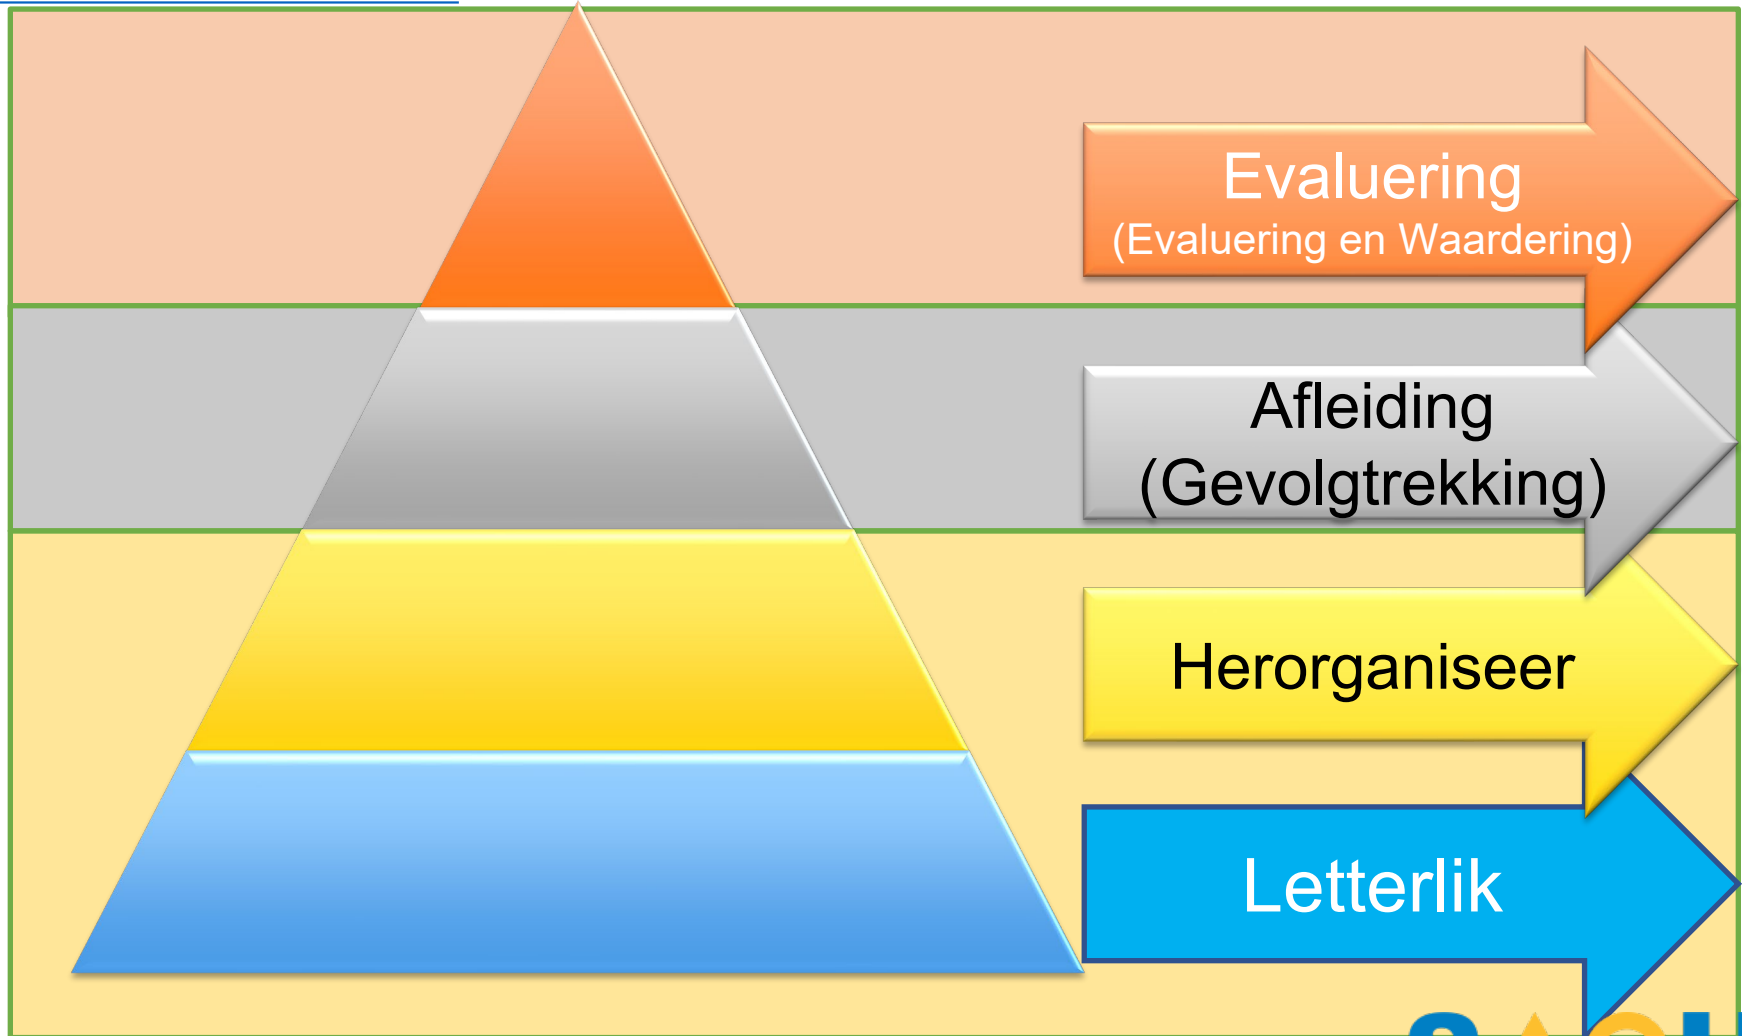 Evaluering
(Evaluering en Waardering)
Afleiding
(Gevolgtrekking)
Herorganiseer
Letterlik